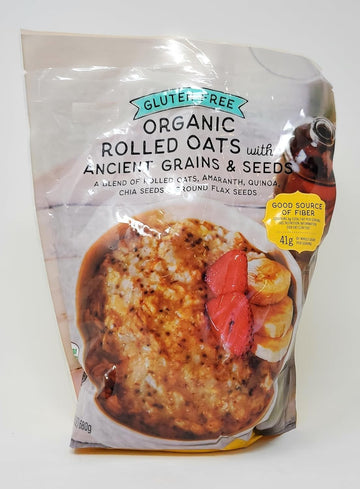 GLUTEN FREE
ORGANIC
ROLLED OATS with
ANCIENT GRAINS & SEEDS
A BLEND OF ROLLED OATS, AMARANTH, QUINOA,
CHIA SEEDS & GROUND FLAX SEEDS
GOOD SOURCE
OF FIBER
41g
680g